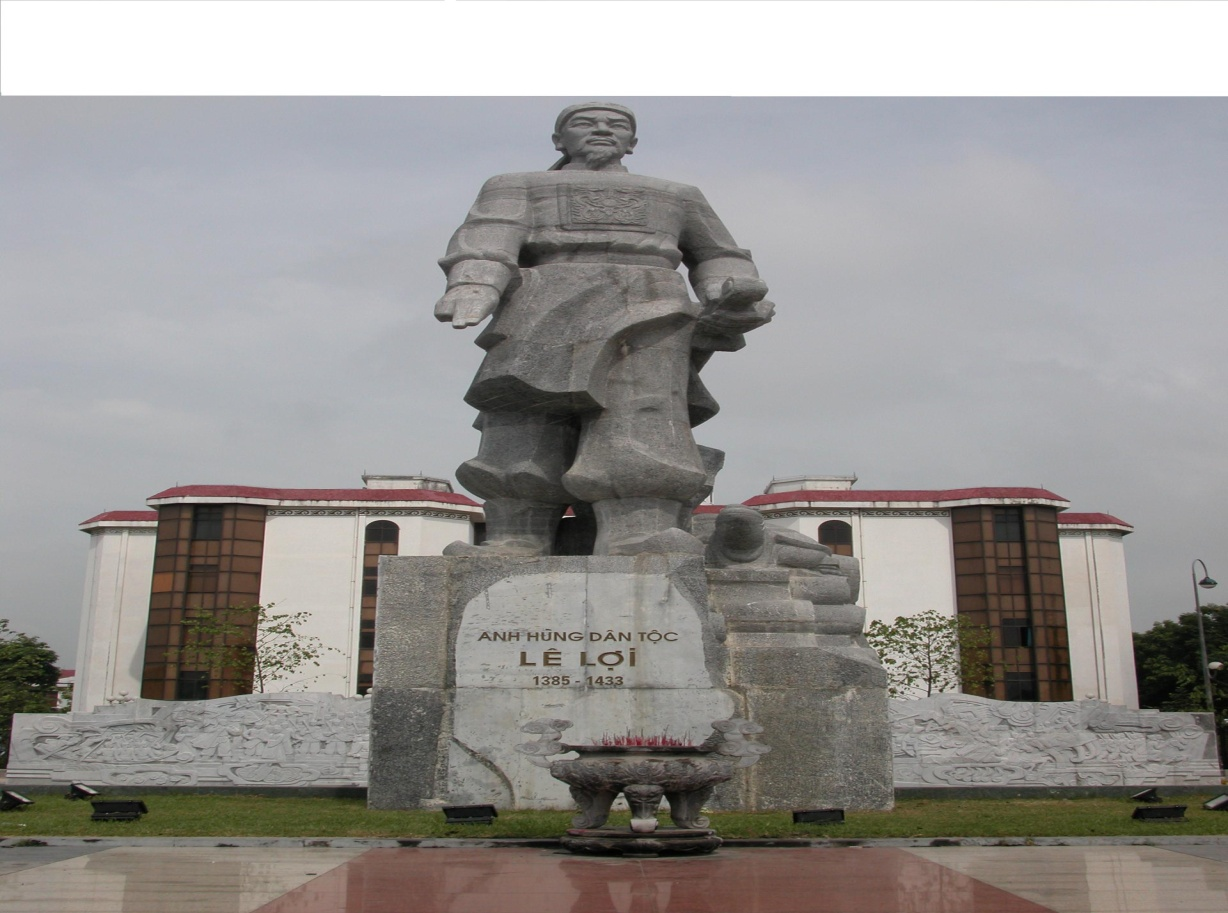 ANH HÙNG DÂN TỘC
LÊ LỢI
1385 - 1433